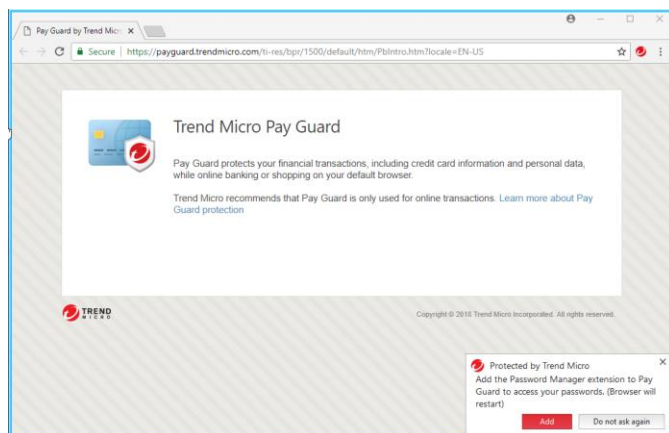 Pay Guard by Trend Micr
Secure | https://payguard.trendmicro.com/ti-res/bpr/1500/default/htm/PbIntro.htm?locale=EN-US
Trend Micro Pay Guard
Pay Guard protects your financial transactions, including credit card information and personal data,
while online banking or shopping on your default browser.
Trend Micro recommends that Pay Guard is only used for online transactions. Learn more about Pay
Guard protection
TREND
MICRO
Copyright © 2018 Trend Micro Incorporated. All rights reserved.
Protected by Trend Micro
Add the Password Manager extension to Pay
Guard to access your passwords. (Browser will
restart)
Add
Do not ask again